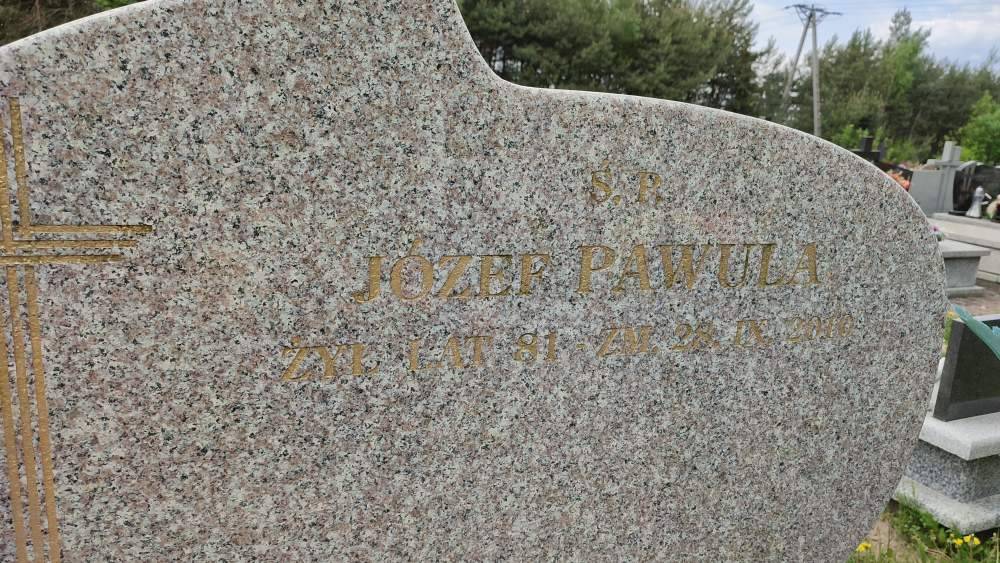 Ś. P.
JÓZEF PAWULA
ŻYŁ LAT 81 - ZM. 28. IX. 2010